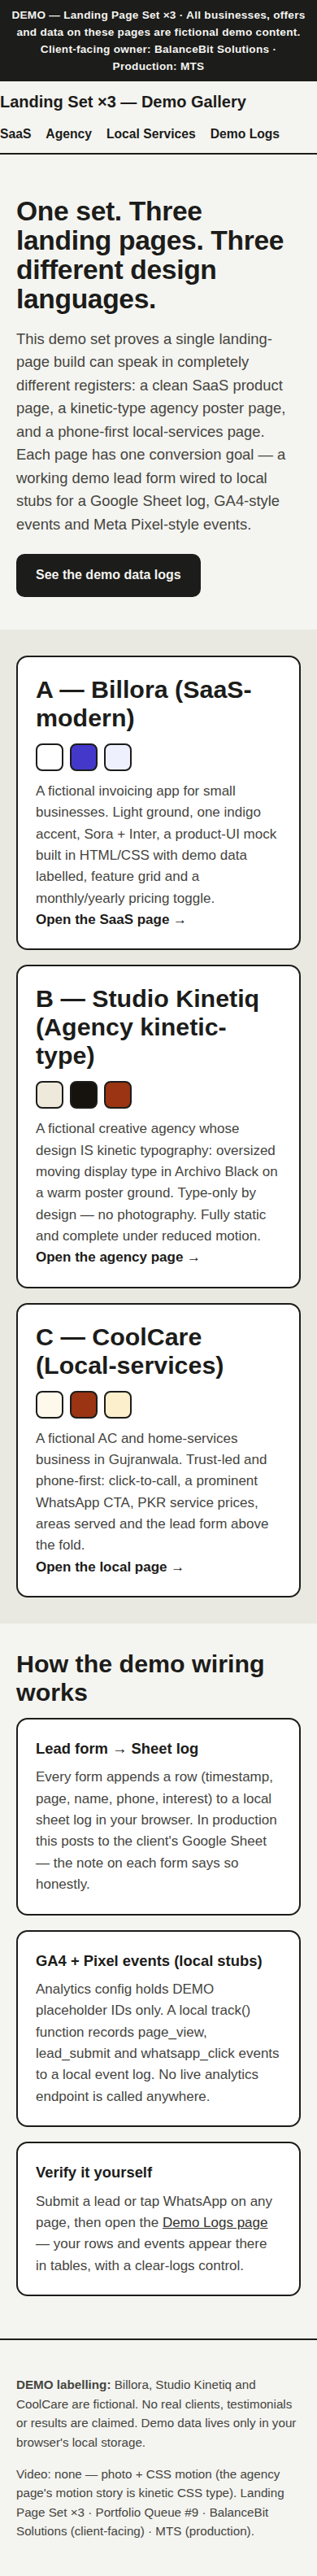 DEMO — Landing Page Set ×3 · All businesses, offers
and data on these pages are fictional demo content.
Client-facing owner: BalanceBit Solutions ·
Production: MTS
Landing Set ×3 — Demo Gallery
SaaS Agency Local Services Demo Logs
One set. Three
landing pages. Three
different design
languages.
This demo set proves a single landing-
page build can speak in completely
different registers: a clean SaaS product
page, a kinetic-type agency poster page,
and a phone-first local-services page.
Each page has one conversion goal — a
working demo lead form wired to local
stubs for a Google Sheet log, GA4-style
events and Meta Pixel-style events.
See the demo data logs
A — Billora (SaaS-
modern)
A fictional invoicing app for small
businesses. Light ground, one indigo
accent, Sora + Inter, a product-UI mock
built in HTML/CSS with demo data
labelled, feature grid and a
monthly/yearly pricing toggle.
Open the SaaS page →
B — Studio Kinetiq
(Agency kinetic-
type)
A fictional creative agency whose
design IS kinetic typography: oversized
moving display type in Archivo Black on
a warm poster ground. Type-only by
design — no photography. Fully static
and complete under reduced motion.
Open the agency page →
C — CoolCare
(Local-services)
A fictional AC and home-services
business in Gujranwala. Trust-led and
phone-first: click-to-call, a prominent
WhatsApp CTA, PKR service prices,
areas served and the lead form above
the fold.
Open the local page →
How the demo wiring
works
Lead form → Sheet log
Every form appends a row (timestamp,
page, name, phone, interest) to a local
sheet log in your browser. In production
this posts to the client's Google Sheet
— the note on each form says so
honestly.
GA4 + Pixel events (local stubs)
Analytics config holds DEMO
placeholder IDs only. A local track()
function records page_view,
lead_submit and whatsapp_click events
to a local event log. No live analytics
endpoint is called anywhere.
Verify it yourself
Submit a lead or tap WhatsApp on any
page, then open the Demo Logs page
— your rows and events appear there
in tables, with a clear-logs control.
DEMO labelling: Billora, Studio Kinetiq and
CoolCare are fictional. No real clients, testimonials
or results are claimed. Demo data lives only in your
browser's local storage.
Video: none — photo + CSS motion (the agency
page's motion story is kinetic CSS type). Landing
Page Set ×3 · Portfolio Queue #9 · BalanceBit
Solutions (client-facing) · MTS (production).